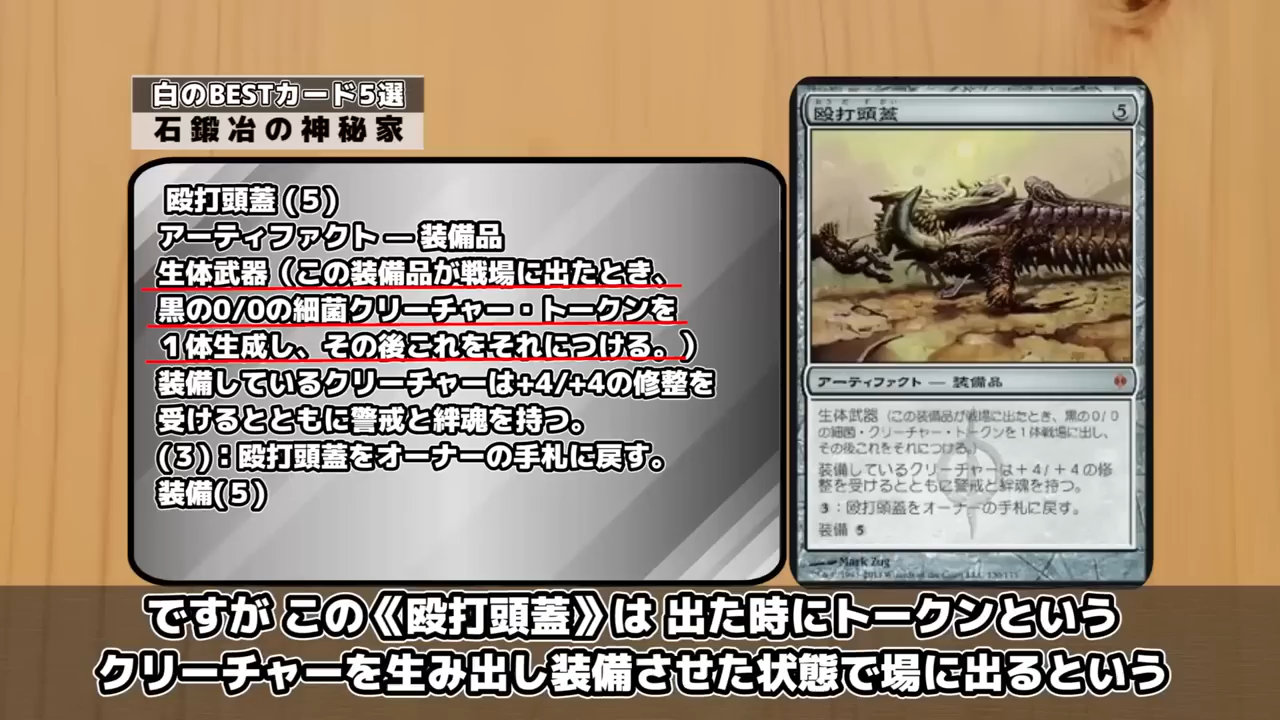 白のBESTカード5選
石鍛冶の神秘家
殴打頭蓋(5)
アーティファクト ― 装備品
生体武器(この装備品が戦場に出たとき、
黒の0/0の細菌クリーチャー・トークンを
1体生成し、その後これをそれにつける。)
装備しているクリーチャーは+4/+4の修整を
受けるとともに警戒と絆魂を持つ。
(3):殴打頭蓋をオーナーの手札に戻す。
装備(5)
殴打頭蓋 5
アーティファクト ― 装備品
生体武器(この装備品が戦場に出たとき、黒の0/0
の細菌・クリーチャー・トークンを1体戦場に出し、
その後これをそれにつける。)
装備しているクリーチャーは+4/+4の修
整を受けるとともに警戒と絆魂を持つ。
3:殴打頭蓋をオーナーの手札に戻す。
装備 5
Mark Zug
ですが この《殴打頭蓋》は 出た時にトークンという
クリーチャーを生み出し装備させた状態で場に出るという